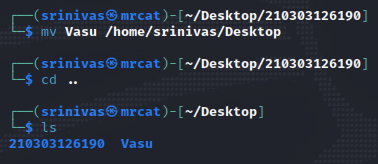 ┌──(srinivas㉿mrcat)-[~/Desktop/210303126190]
└─$ mv Vasu /home/srinivas/Desktop
┌──(srinivas㉿mrcat)-[~/Desktop/210303126190]
└─$ cd ..
┌──(srinivas㉿mrcat)-[~/Desktop]
└─$ ls
210303126190  Vasu